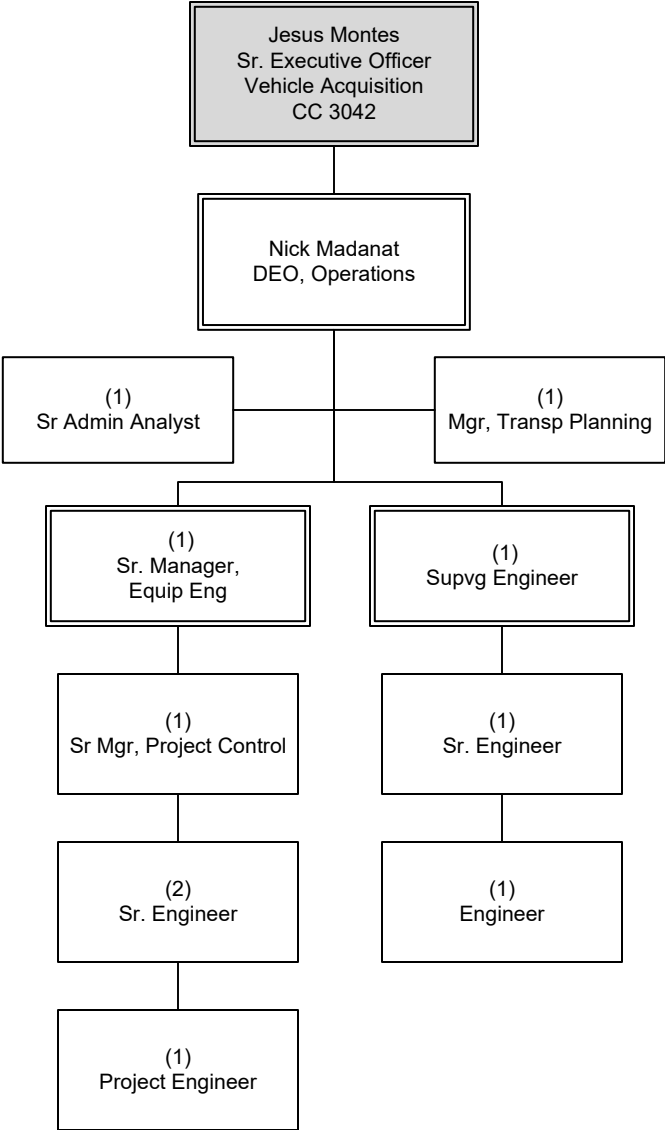 Jesus Montes
Sr. Executive Officer
Vehicle Acquisition
CC 3042
Nick Madanat
DEO, Operations
(1)
Sr Admin Analyst
(1)
Mgr, Transp Planning
(1)
Sr. Manager,
Equip Eng
(1)
Supvg Engineer
(1)
Sr Mgr, Project Control
(1)
Sr. Engineer
(2)
Sr. Engineer
(1)
Engineer
(1)
Project Engineer